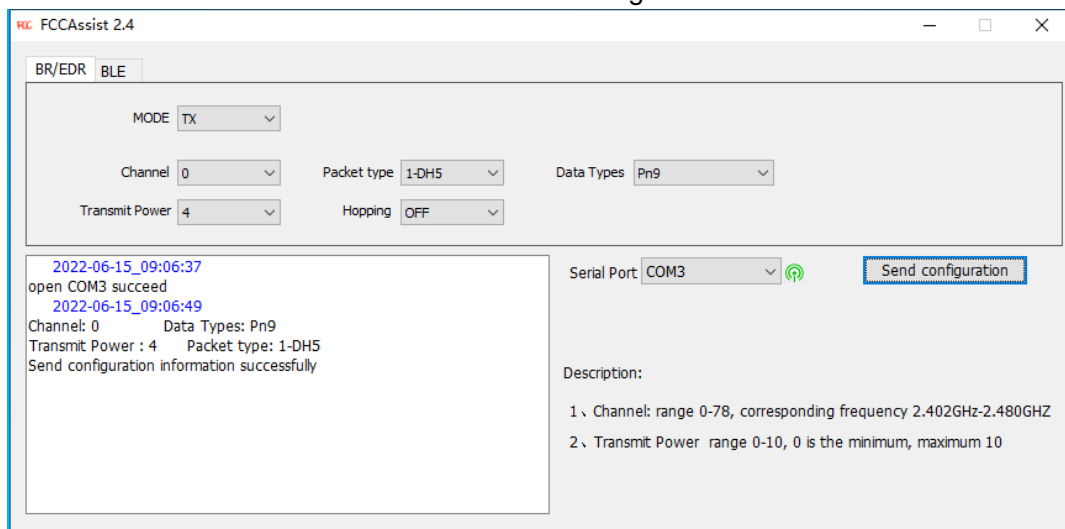 FCC FCCAssist 2.4
BR/EDR BLE
MODE TX
Channel 0 Packet type 1-DH5 Data Types Pn9
Transmit Power 4 Hopping OFF
2022-06-15_09:06:37
open COM3 succeed
2022-06-15_09:06:49
Channel: 0 Data Types: Pn9
Transmit Power : 4 Packet type: 1-DH5
Send configuration information successfully
Serial Port COM3 Send configuration
Description:
1、Channel: range 0-78, corresponding frequency 2.402GHz-2.480GHZ
2、Transmit Power range 0-10, 0 is the minimum, maximum 10